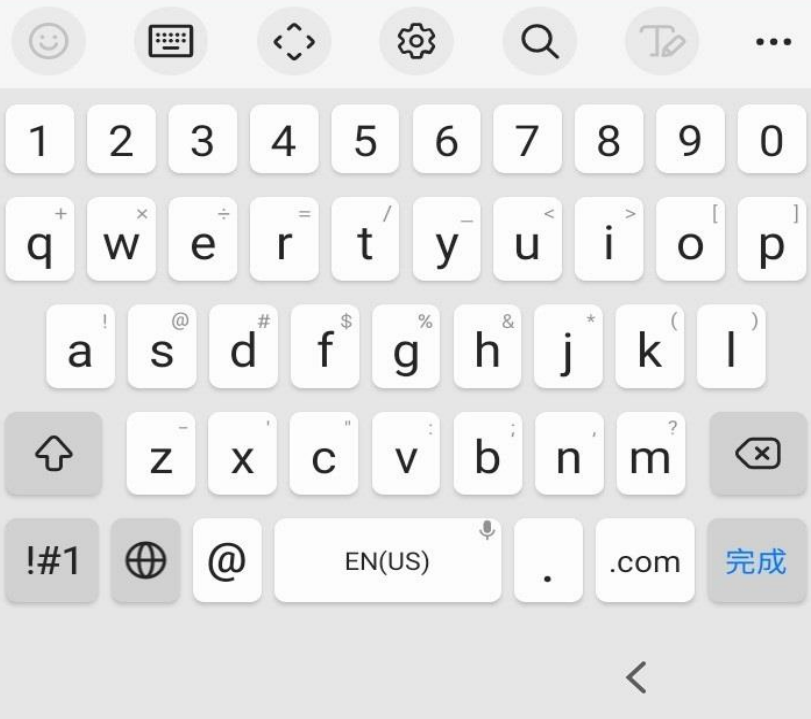 1 2 3 4 5 6 7 8 9 0
+ × ÷ = / _ < > [ ]
q w e r t y u i o p
! @ # $ % & * ( )
a s d f g h j k l
- ' " : ; , ?
z x c v b n m
!#1 @ EN(US) . .com 完成